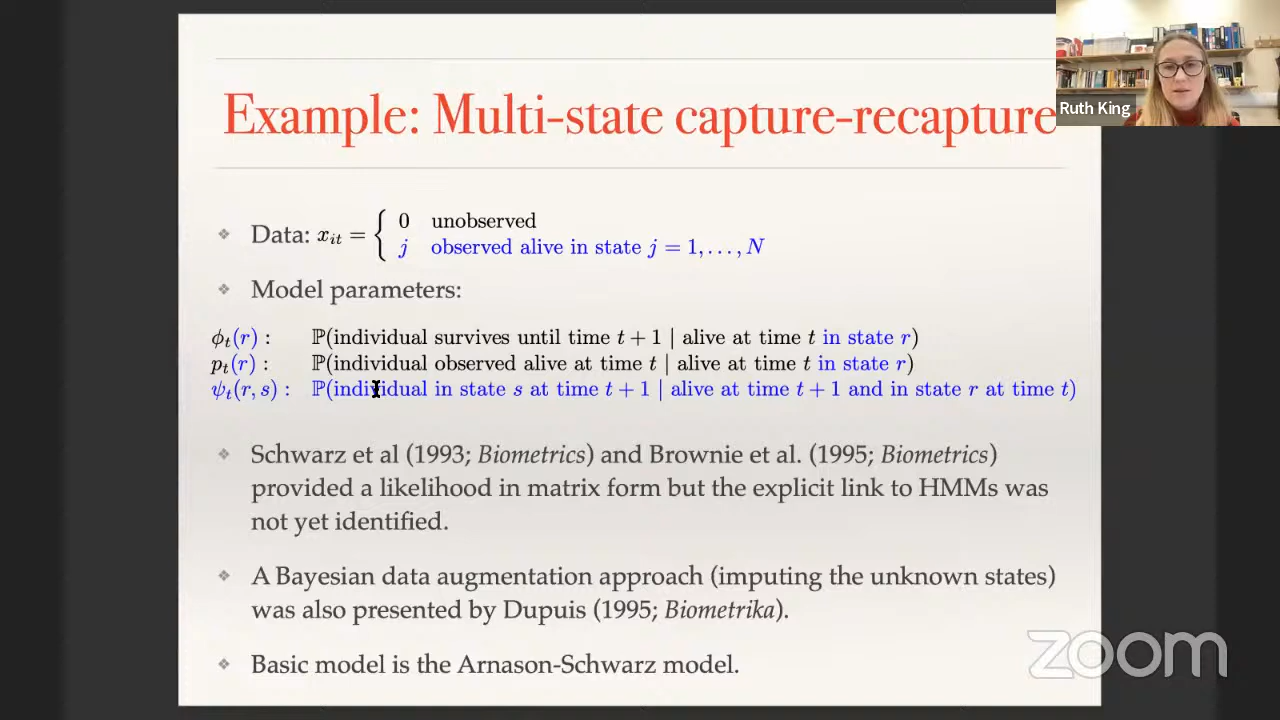 Ruth King
Example: Multi-state capture-recapture
❖ Data: x_{it} = { 0 unobserved
j observed alive in state j = 1, . . . , N
❖ Model parameters:
ϕ_t(r) : ℙ(individual survives until time t + 1 | alive at time t in state r)
p_t(r) : ℙ(individual observed alive at time t | alive at time t in state r)
ψ_t(r, s) : ℙ(individual in state s at time t + 1 | alive at time t + 1 and in state r at time t)
❖ Schwarz et al (1993; Biometrics) and Brownie et al. (1995; Biometrics)
provided a likelihood in matrix form but the explicit link to HMMs was
not yet identified.
❖ A Bayesian data augmentation approach (imputing the unknown states)
was also presented by Dupuis (1995; Biometrika).
❖ Basic model is the Arnason-Schwarz model.
zoom